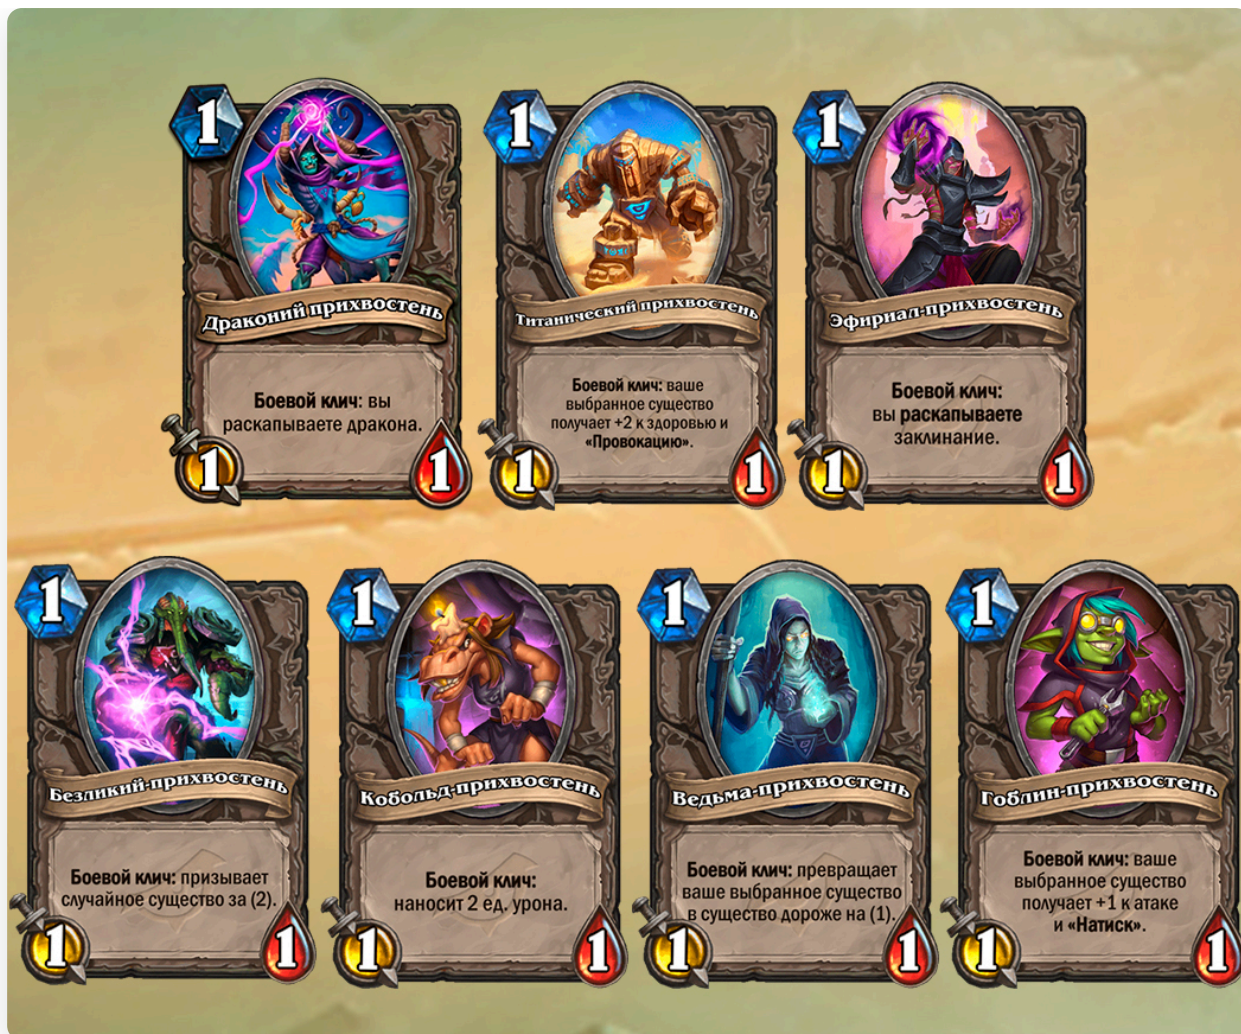 1
Драконий прихвостень
Боевой клич: вы
раскапываете дракона.
1
1
1
Титанический прихвостень
Боевой клич: ваше
выбранное существо
получает +2 к здоровью и
«Провокацию».
1
1
1
Эфириал-прихвостень
Боевой клич:
вы раскапываете
заклинание.
1
1
1
Безликий-прихвостень
Боевой клич: призывает
случайное существо за (2).
1
1
1
Кобольд-прихвостень
Боевой клич:
наносит 2 ед. урона.
1
1
1
Ведьма-прихвостень
Боевой клич: превращает
ваше выбранное существо
в существо дороже на (1).
1
1
1
Гоблин-прихвостень
Боевой клич: ваше
выбранное существо
получает +1 к атаке
и «Натиск».
1
1